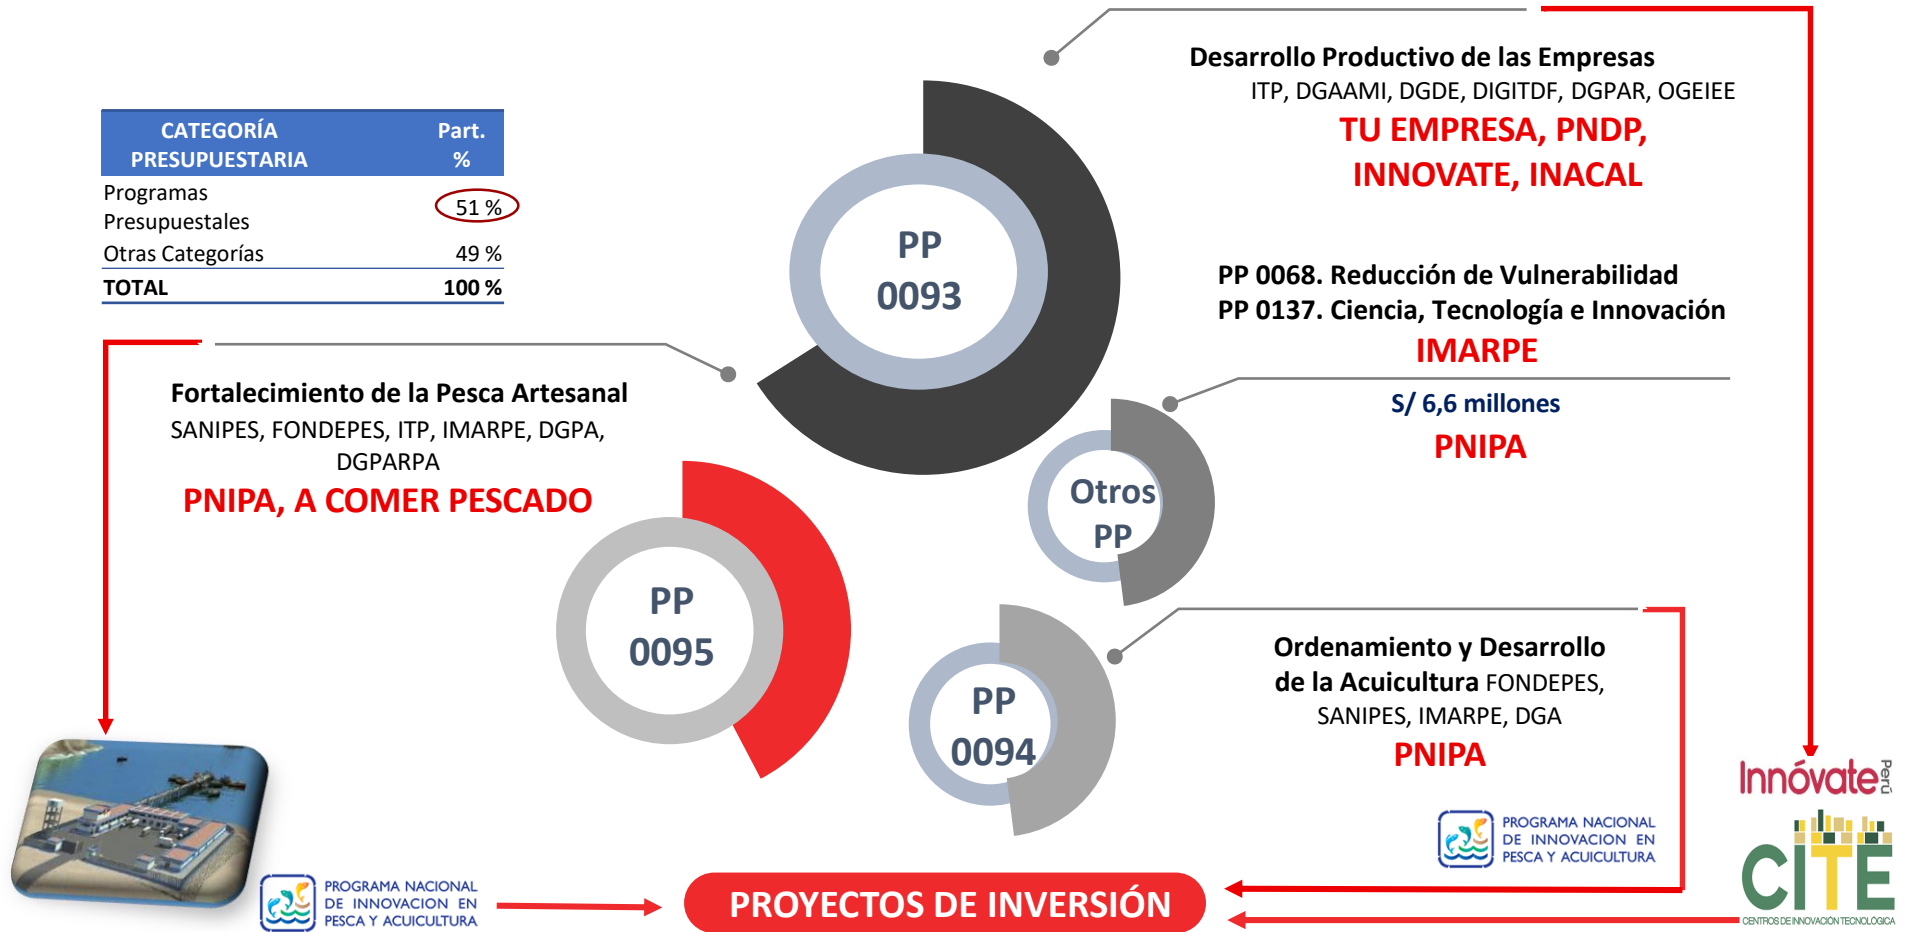 CATEGORÍA PRESUPUESTARIA Part. %
Programas Presupuestales 51 %
Otras Categorías 49 %
TOTAL 100 %
Desarrollo Productivo de las Empresas
ITP, DGAAMI, DGDE, DIGITDF, DGPAR, OGEIEE
TU EMPRESA, PNDP,
INNOVATE, INACAL
PP
0093
PP 0068. Reducción de Vulnerabilidad
PP 0137. Ciencia, Tecnología e Innovación
IMARPE
S/ 6,6 millones
PNIPA
Otros
PP
Fortalecimiento de la Pesca Artesanal
SANIPES, FONDEPES, ITP, IMARPE, DGPA,
DGPARPA
PNIPA, A COMER PESCADO
PP
0095
PP
0094
Ordenamiento y Desarrollo
de la Acuicultura FONDEPES,
SANIPES, IMARPE, DGA
PNIPA
PROGRAMA NACIONAL
DE INNOVACION EN
PESCA Y ACUICULTURA
Innóvate Perú
CITE
CENTROS DE INNOVACIÓN TECNOLÓGICA
PROGRAMA NACIONAL
DE INNOVACION EN
PESCA Y ACUICULTURA
PROYECTOS DE INVERSIÓN